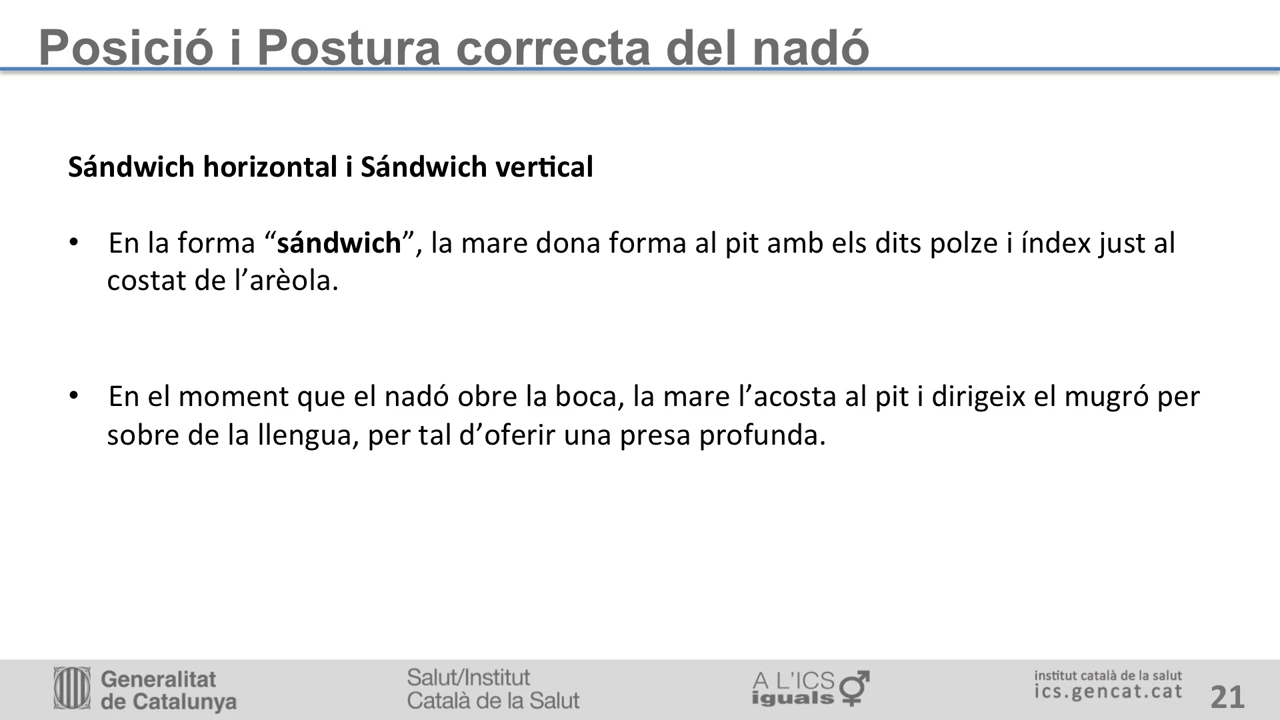 Posició i Postura correcta del nadó
Sándwich horizontal i Sándwich vertical
• En la forma “sándwich”, la mare dona forma al pit amb els dits polze i índex just al
costat de l’arèola.
• En el moment que el nadó obre la boca, la mare l’acosta al pit i dirigeix el mugró per
sobre de la llengua, per tal d’oferir una presa profunda.
Generalitat
de Catalunya
Salut/Institut
Català de la Salut
A L'ICS
iguals
institut català de la salut
ics.gencat.cat
21